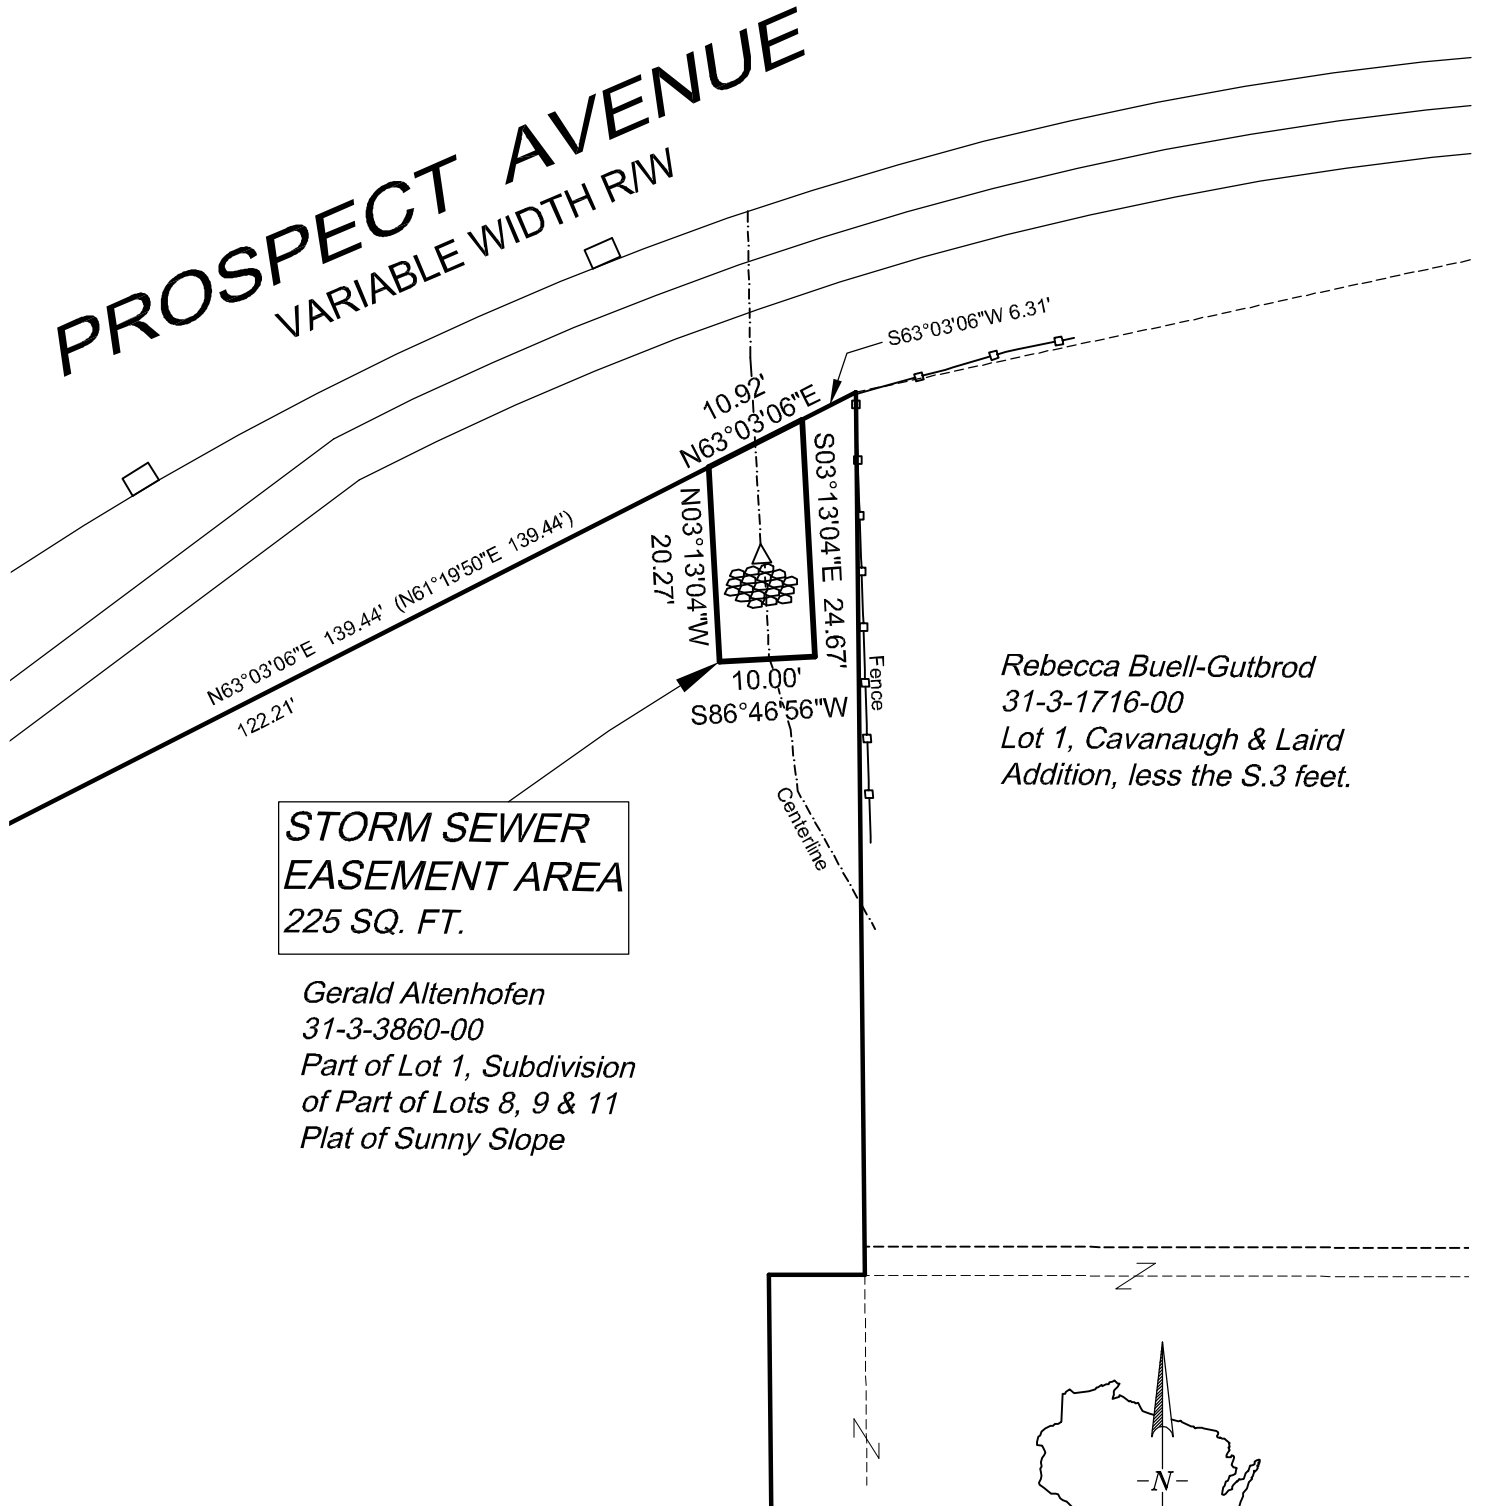 PROSPECT AVENUE
VARIABLE WIDTH R/W
S63°03'06"W 6.31'
10.92'
N63°03'06"E
N03°13'04"W
20.27'
S03°13'04"E 24.67'
N63°03'06"E 139.44' (N61°19'50"E 139.44')
122.21'
10.00'
S86°46'56"W
Fence
Rebecca Buell-Gutbrod
31-3-1716-00
Lot 1, Cavanaugh & Laird
Addition, less the S.3 feet.
Centerline
STORM SEWER
EASEMENT AREA
225 SQ. FT.
Gerald Altenhofen
31-3-3860-00
Part of Lot 1, Subdivision
of Part of Lots 8, 9 & 11
Plat of Sunny Slope
-N-